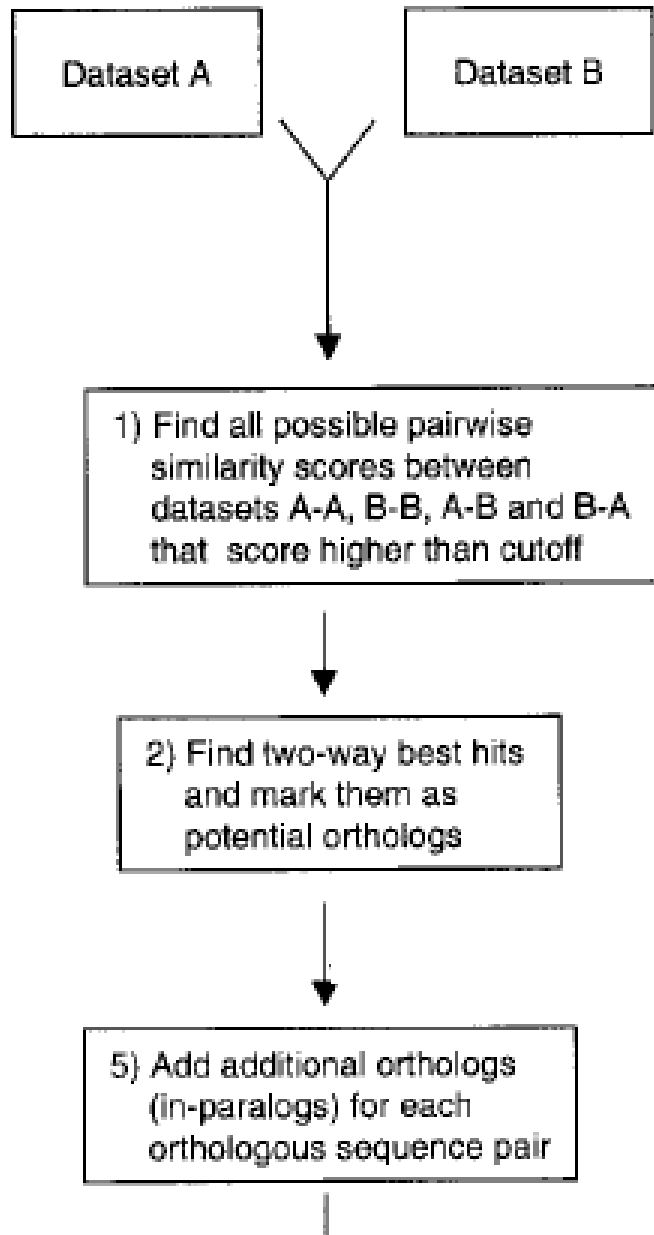 Dataset A
Dataset B
1) Find all possible pairwise
similarity scores between
datasets A-A, B-B, A-B and B-A
that score higher than cutoff
2) Find two-way best hits
and mark them as
potential orthologs
5) Add additional orthologs
(in-paralogs) for each
orthologous sequence pair